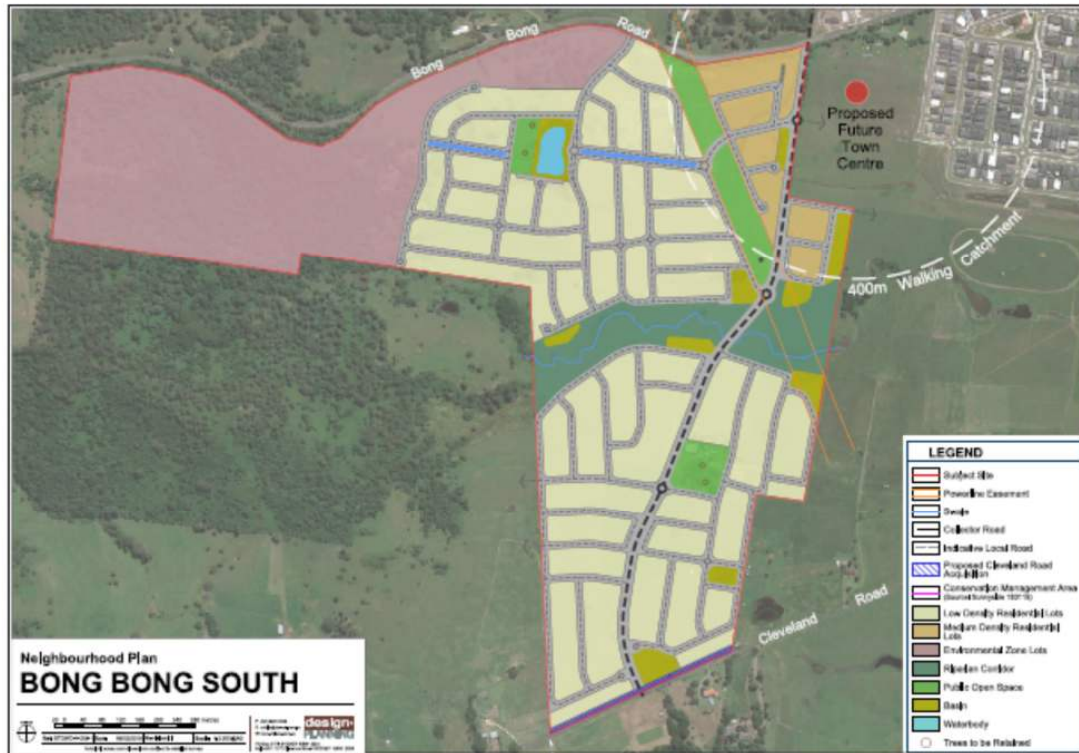 Bong Bong Road
Proposed
Future
Town
Centre
400m Walking Catchment
Cleveland Road
LEGEND
Subject Site
Powerline Easement
Swale
Collector Road
Indicative Local Road
Proposed Cleveland Road
Acquisition
Conservation Management Area
Low Density Residential Lots
Medium Density Residential
Lots
Environmental Zone Lots
Riparian Corridor
Public Open Space
Basin
Waterbody
Trees to be Retained
Neighbourhood Plan
BONG BONG SOUTH
design+
PLANNING